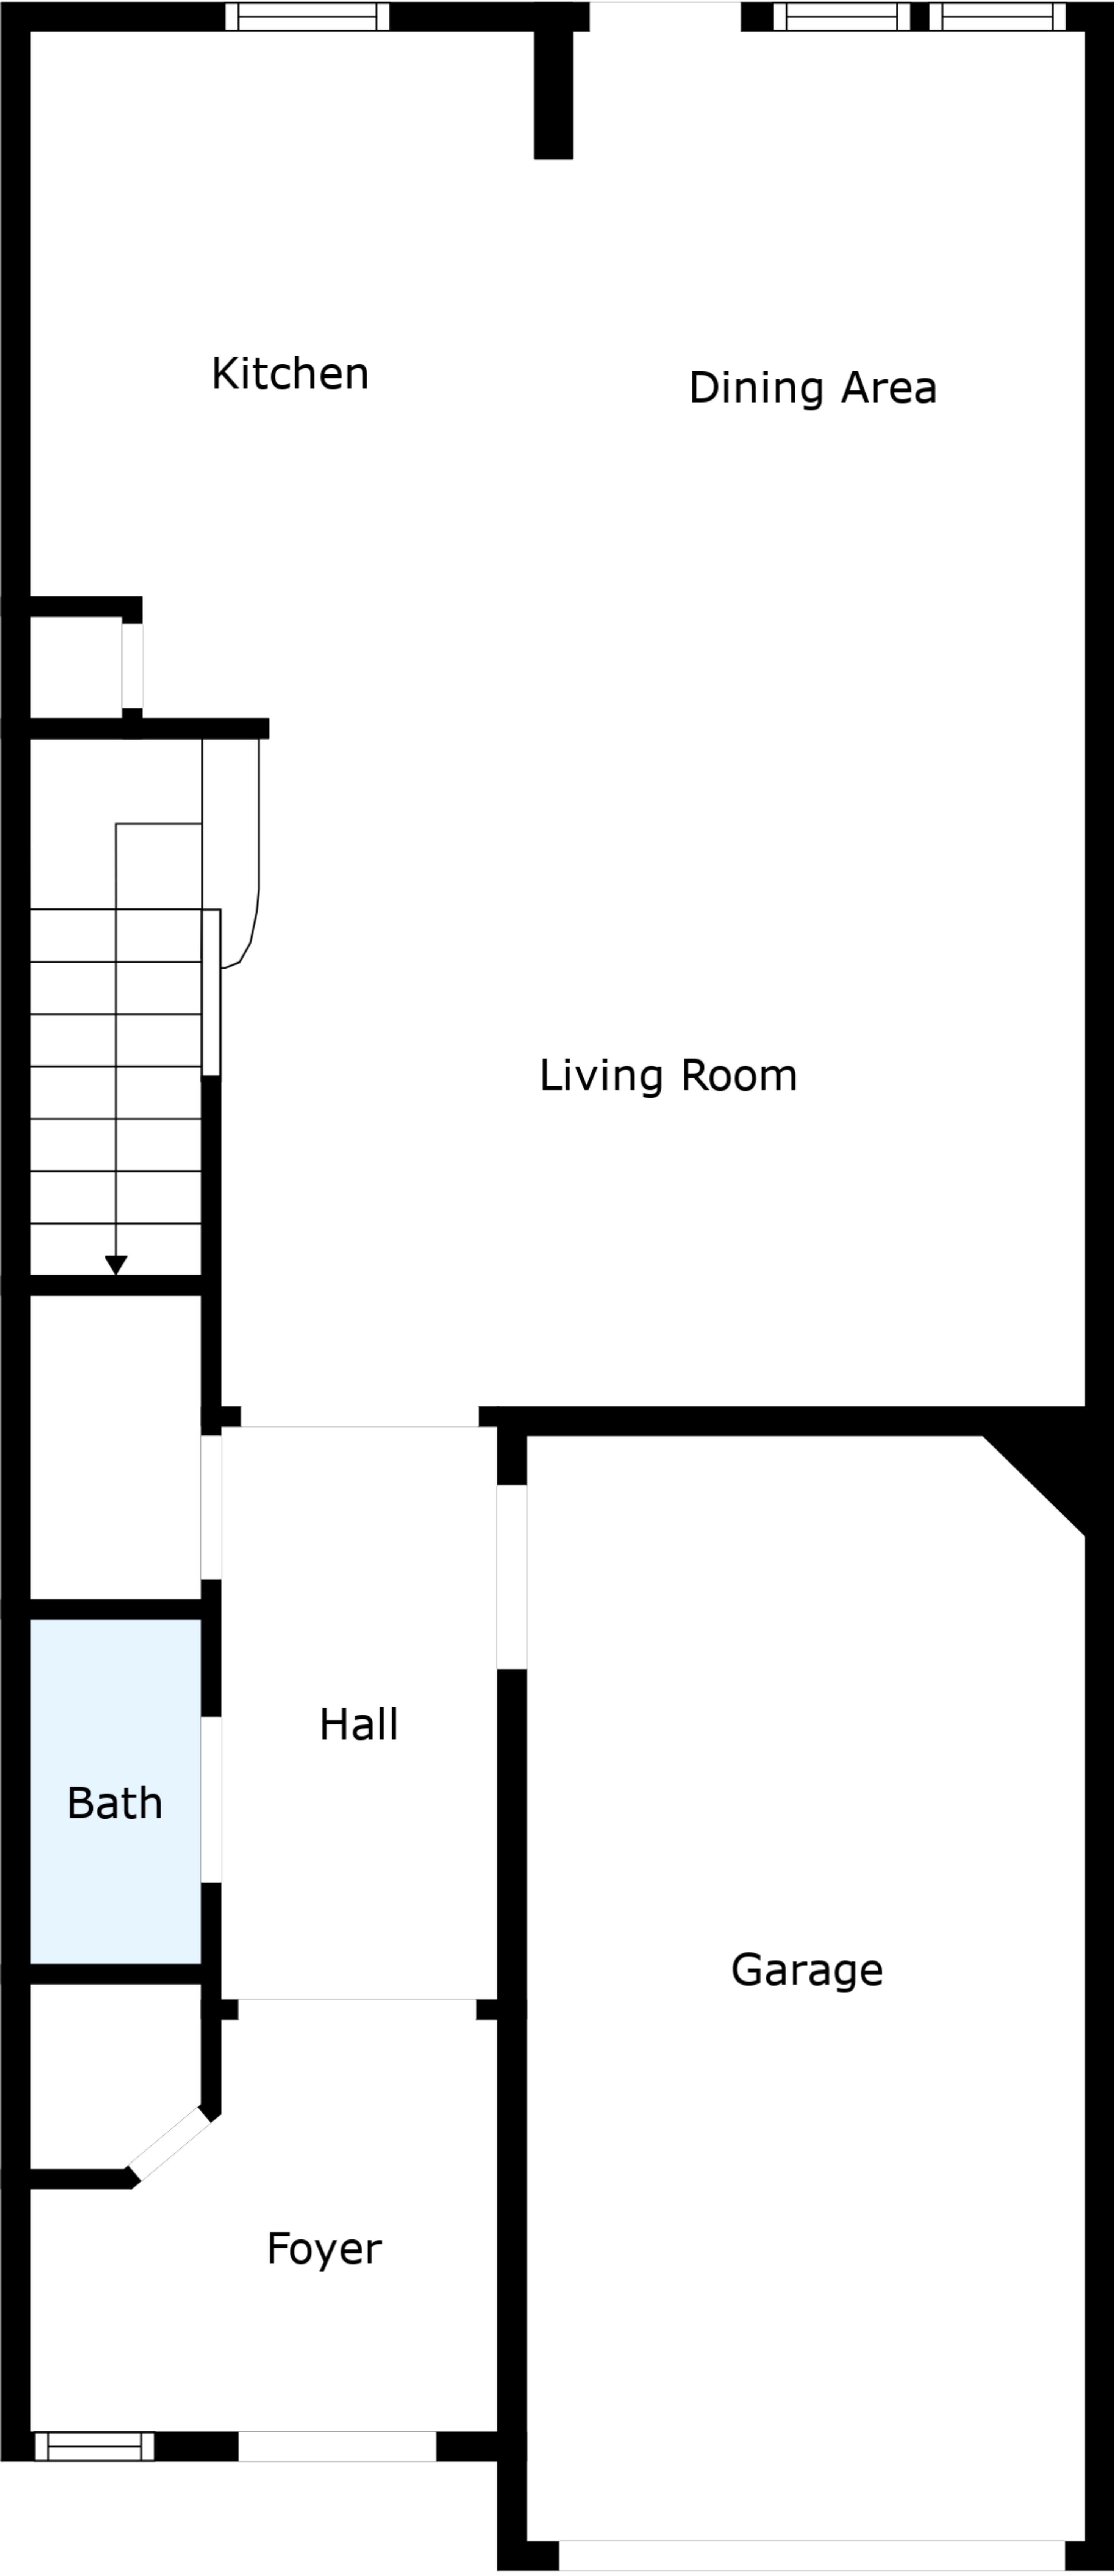 Kitchen
Dining Area
Living Room
Hall
Bath
Garage
Foyer